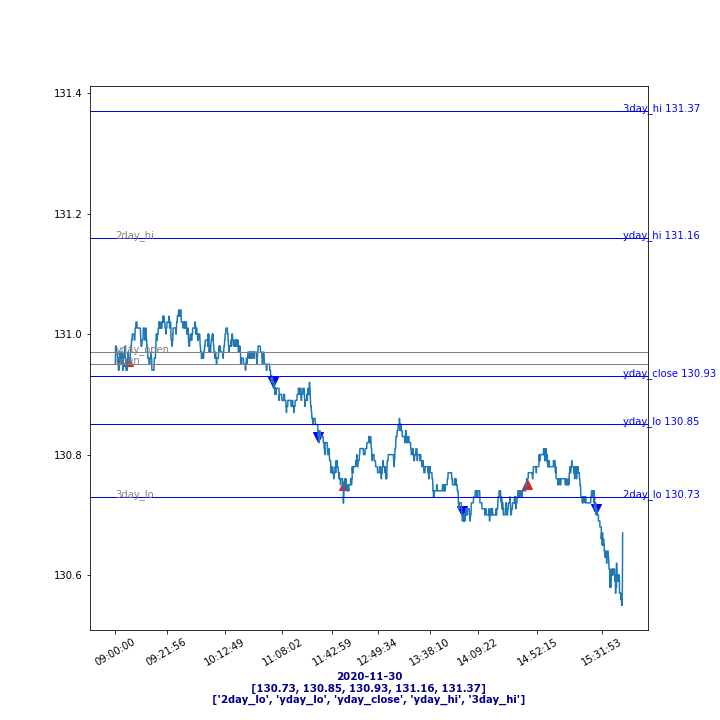 131.4
3day_hi 131.37
131.2
2day_hi
yday_hi 131.16
131.0
yday_open
yday_close 130.93
yday_lo 130.85
130.8
3day_lo
2day_lo 130.73
130.6
09:00:00
09:21:56
10:12:49
11:08:02
11:42:59
12:49:34
13:38:10
14:09:22
14:52:15
15:31:53
2020-11-30
[130.73, 130.85, 130.93, 131.16, 131.37]
['2day_lo', 'yday_lo', 'yday_close', 'yday_hi', '3day_hi']